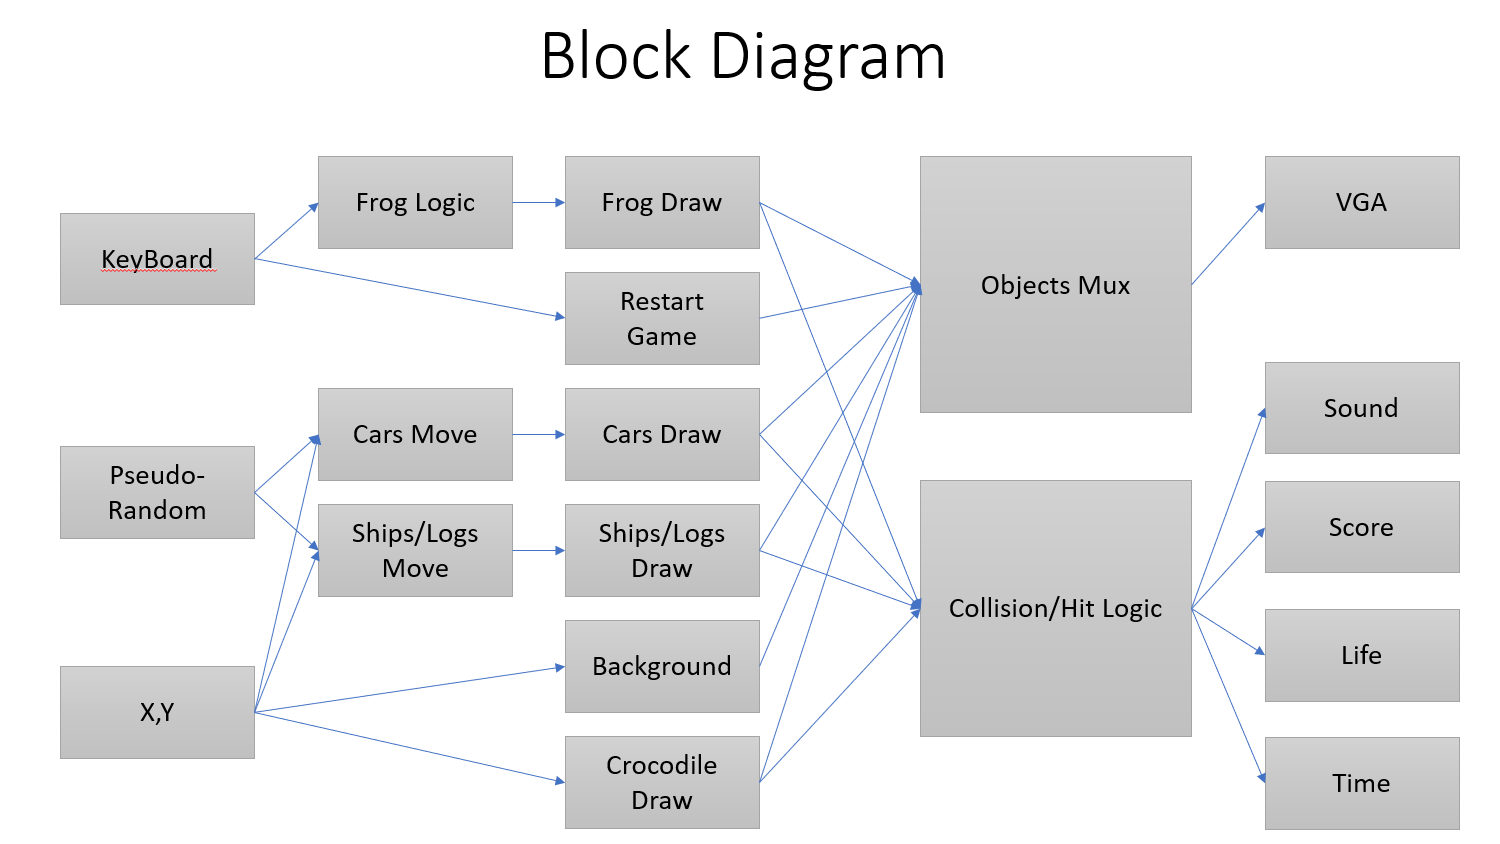 Block Diagram
Frog Logic
Frog Draw
VGA
KeyBoard
Objects Mux
Restart
Game
Cars Move
Cars Draw
Sound
Pseudo-
Random
Ships/Logs
Move
Ships/Logs
Draw
Score
Collision/Hit Logic
Background
Life
X,Y
Crocodile
Draw
Time